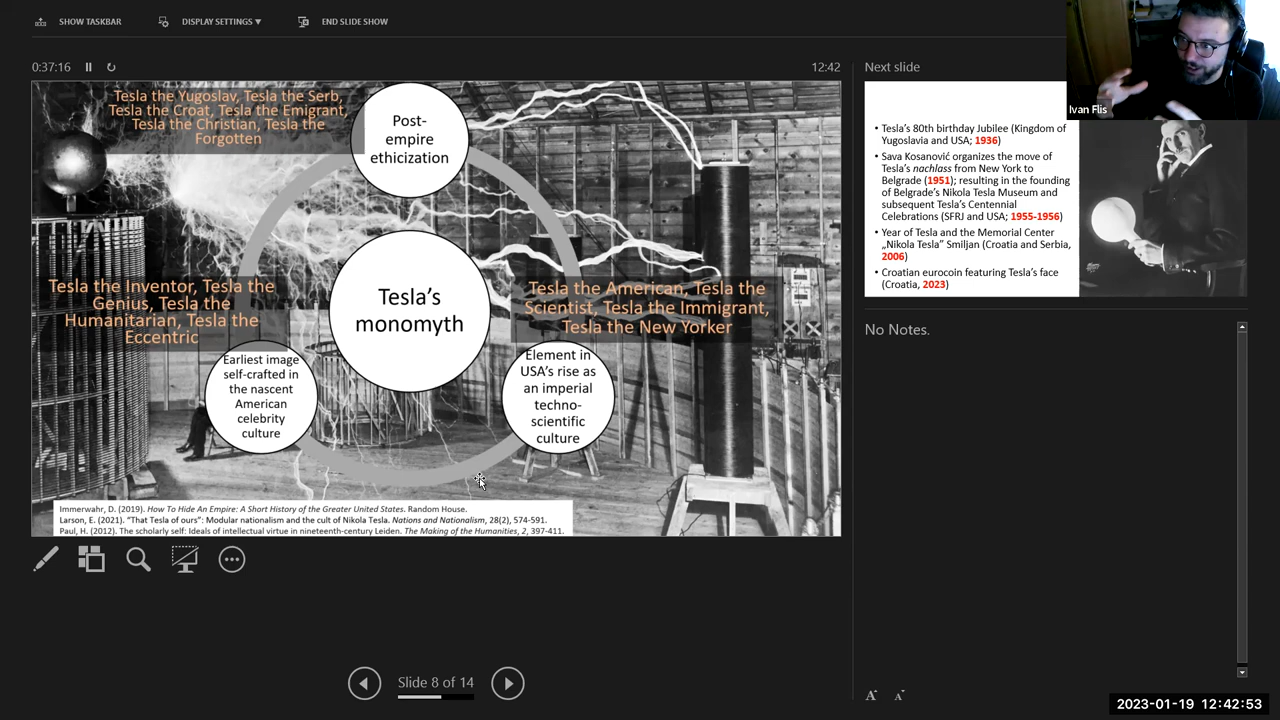 SHOW TASKBAR
DISPLAY SETTINGS ▼
END SLIDE SHOW
0:37:16
12:42
Next slide
Ivan Flis
Tesla the Yugoslav, Tesla the Serb,
Tesla the Croat, Tesla the Emigrant,
Tesla the Christian, Tesla the
Forgotten
Post-
empire
ethicization
Tesla the Inventor, Tesla the
Genius, Tesla the
Humanitarian, Tesla the
Eccentric
Tesla's
monomyth
Tesla the American, Tesla the
Scientist, Tesla the Immigrant,
Tesla the New Yorker
Earliest image
self-crafted in
the nascent
American
celebrity
culture
Element in
USA's rise as
an imperial
techno-
scientific
culture
Immerwahr, D. (2019). How To Hide An Empire: A Short History of the Greater United States. Random House.
Larson, E. (2021). "That Tesla of ours": Modular nationalism and the cult of Nikola Tesla. Nations and Nationalism, 28(2), 574-591.
Paul, H. (2012). The scholarly self: Ideals of intellectual virtue in nineteenth-century Leiden. The Making of the Humanities, 2, 397-411.
• Tesla's 80th birthday Jubilee (Kingdom of
Yugoslavia and USA; 1936)
• Sava Kosanović organizes the move of
Tesla's nachlass from New York to
Belgrade (1951); resulting in the founding
of Belgrade's Nikola Tesla Museum and
subsequent Tesla's Centennial
Celebrations (SFRJ and USA; 1955-1956)
• Year of Tesla and the Memorial Center
„Nikola Tesla" Smiljan (Croatia and Serbia,
2006)
• Croatian eurocoin featuring Tesla's face
(Croatia, 2023)
No Notes.
Slide 8 of 14
A A
2023-01-19 12:42:53